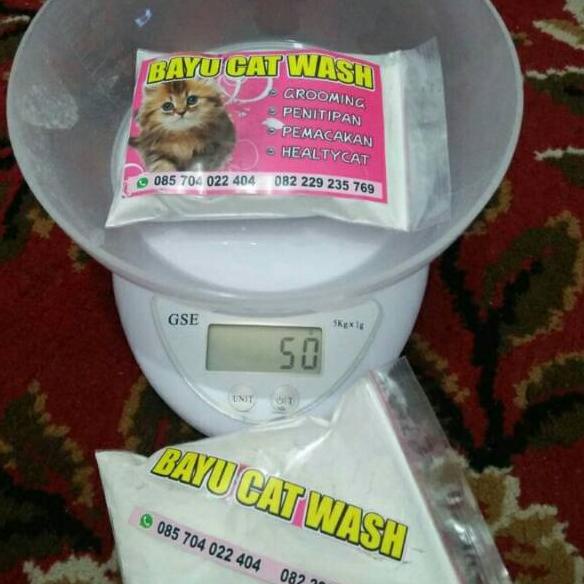 BAYU CAT WASH
GROOMING
PENITIPAN
PEMACAKAN
HEALTYCAT
085 704 022 404 082 229 235 769
GSE
5Kg x 1g
50
UNIT
BAYU CAT WASH
085 704 022 404 082